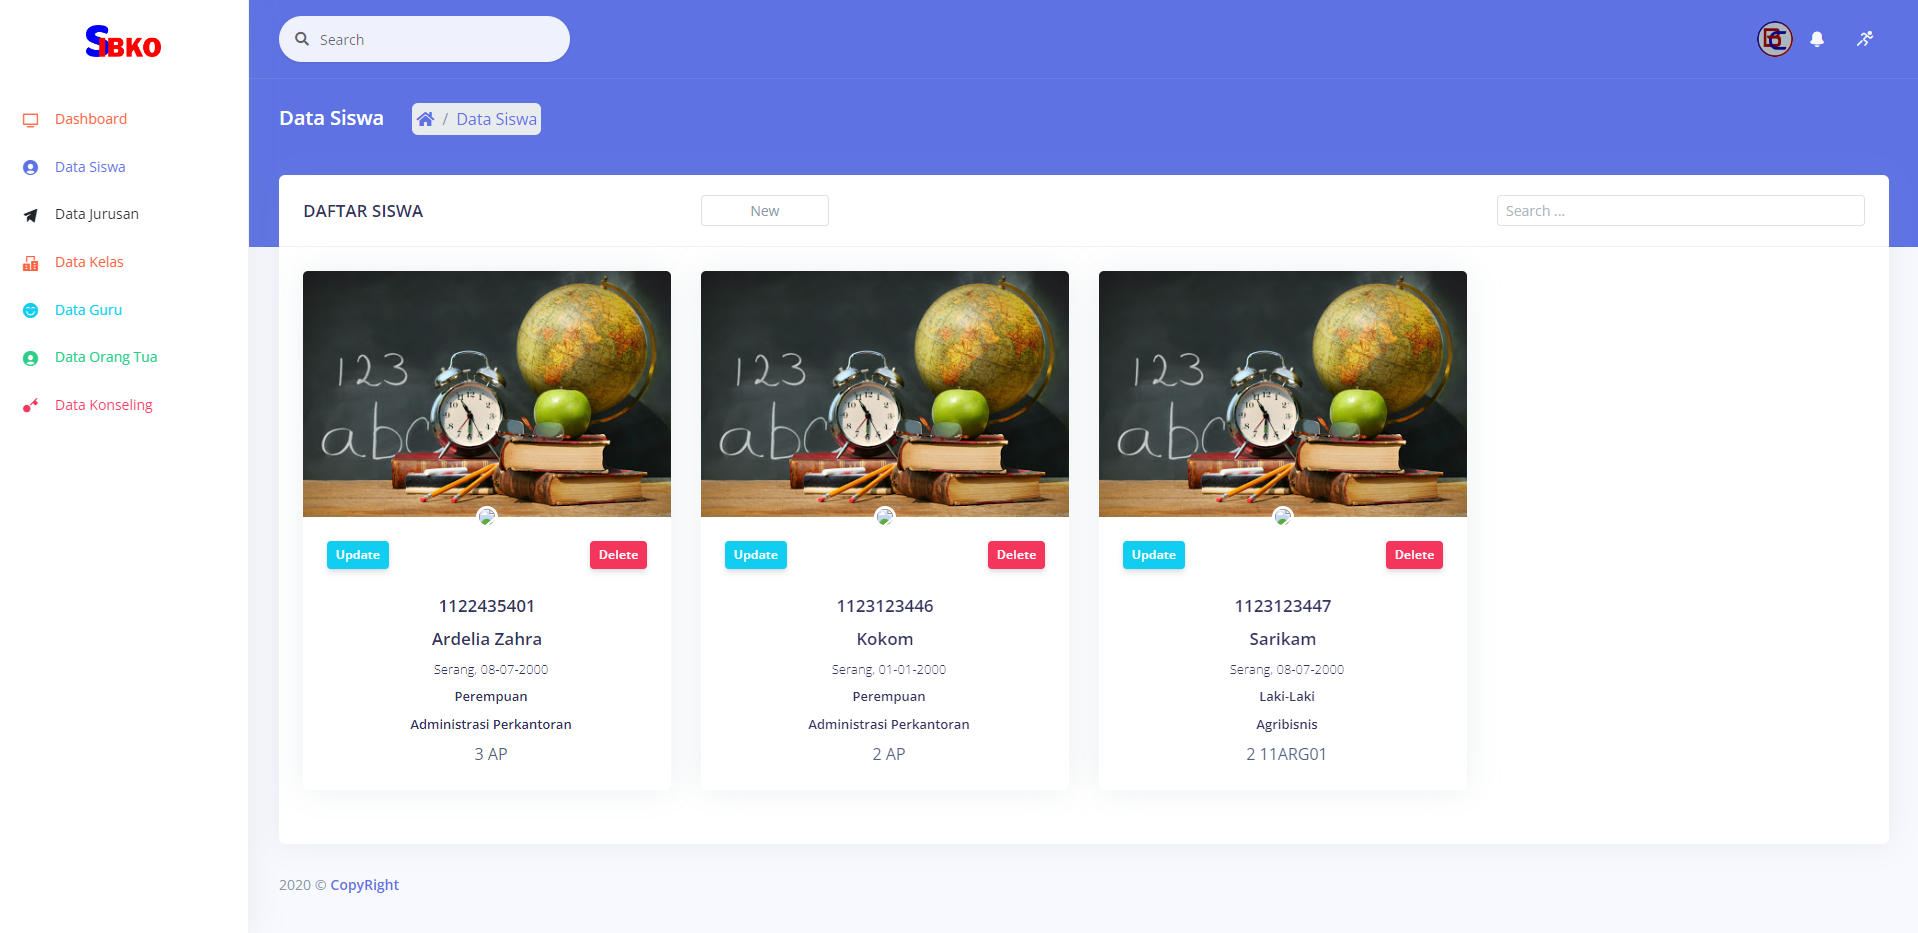 SIBKO
Search
Dashboard
Data Siswa
Data Jurusan
Data Kelas
Data Guru
Data Orang Tua
Data Konseling
Data Siswa
/ Data Siswa
DAFTAR SISWA
New
Search ...
123
abc
Update
Delete
1122435401
Ardelia Zahra
Serang, 08-07-2000
Perempuan
Administrasi Perkantoran
3 AP
123
abc
Update
Delete
1123123446
Kokom
Serang, 01-01-2000
Perempuan
Administrasi Perkantoran
2 AP
123
abc
Update
Delete
1123123447
Sarikam
Serang, 08-07-2000
Laki-Laki
Agribisnis
2 11ARG01
2020 © CopyRight